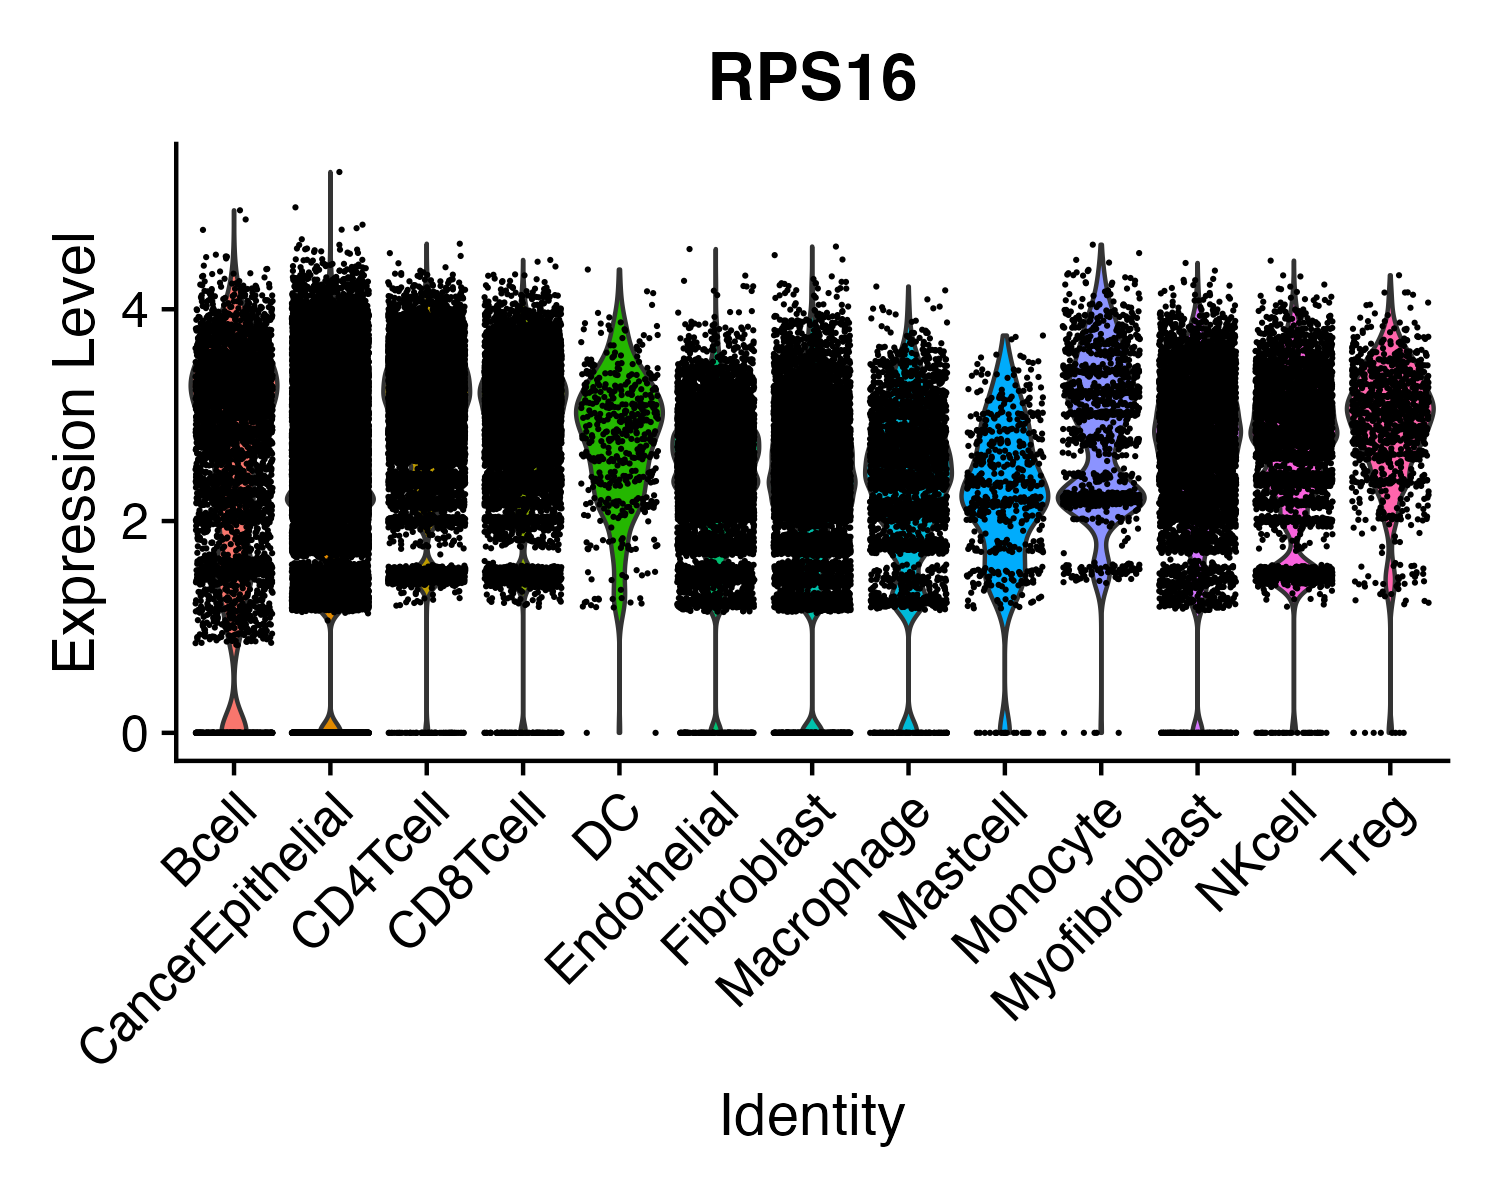 RPS16
Expression Level
4
2
0
Bcell
CancerEpithelial
CD4Tcell
CD8Tcell
DC
Endothelial
Fibroblast
Macrophage
Mastcell
Monocyte
Myofibroblast
NKcell
Treg
Identity